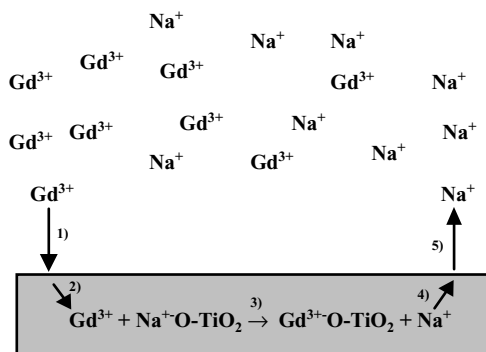 Na⁺
Na⁺ Na⁺
Gd³⁺ Gd³⁺
Gd³⁺ Gd³⁺ Na⁺
Gd³⁺ Na⁺
Gd³⁺ Gd³⁺ Na⁺
Na⁺ Gd³⁺ Na⁺
Gd³⁺ Na⁺
1) 5)
2) 4)
Gd³⁺ + Na⁺⁻O-TiO₂ 3) → Gd³⁺⁻O-TiO₂ + Na⁺